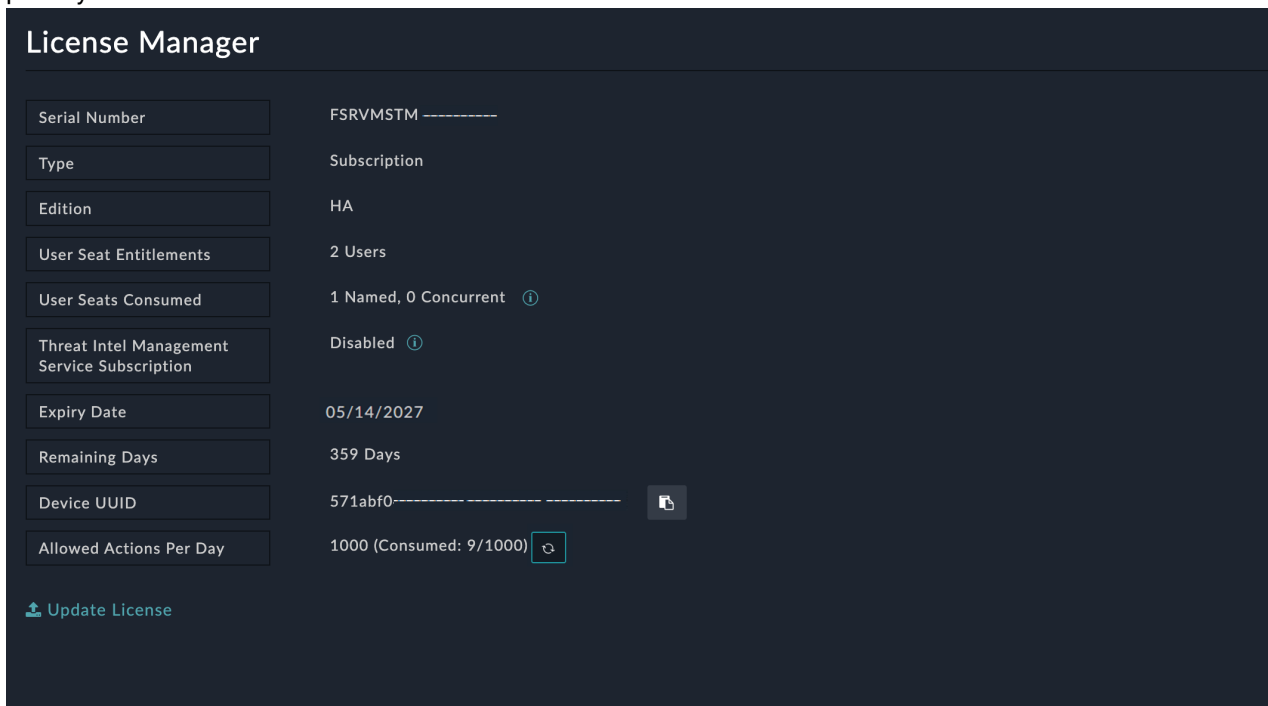 License Manager
Serial Number FSRVMSTM ----------
Type Subscription
Edition HA
User Seat Entitlements 2 Users
User Seats Consumed 1 Named, 0 Concurrent
Threat Intel Management Disabled
Service Subscription
Expiry Date 05/14/2027
Remaining Days 359 Days
Device UUID 571abf0---------- ---------- ----------
Allowed Actions Per Day 1000 (Consumed: 9/1000)
Update License